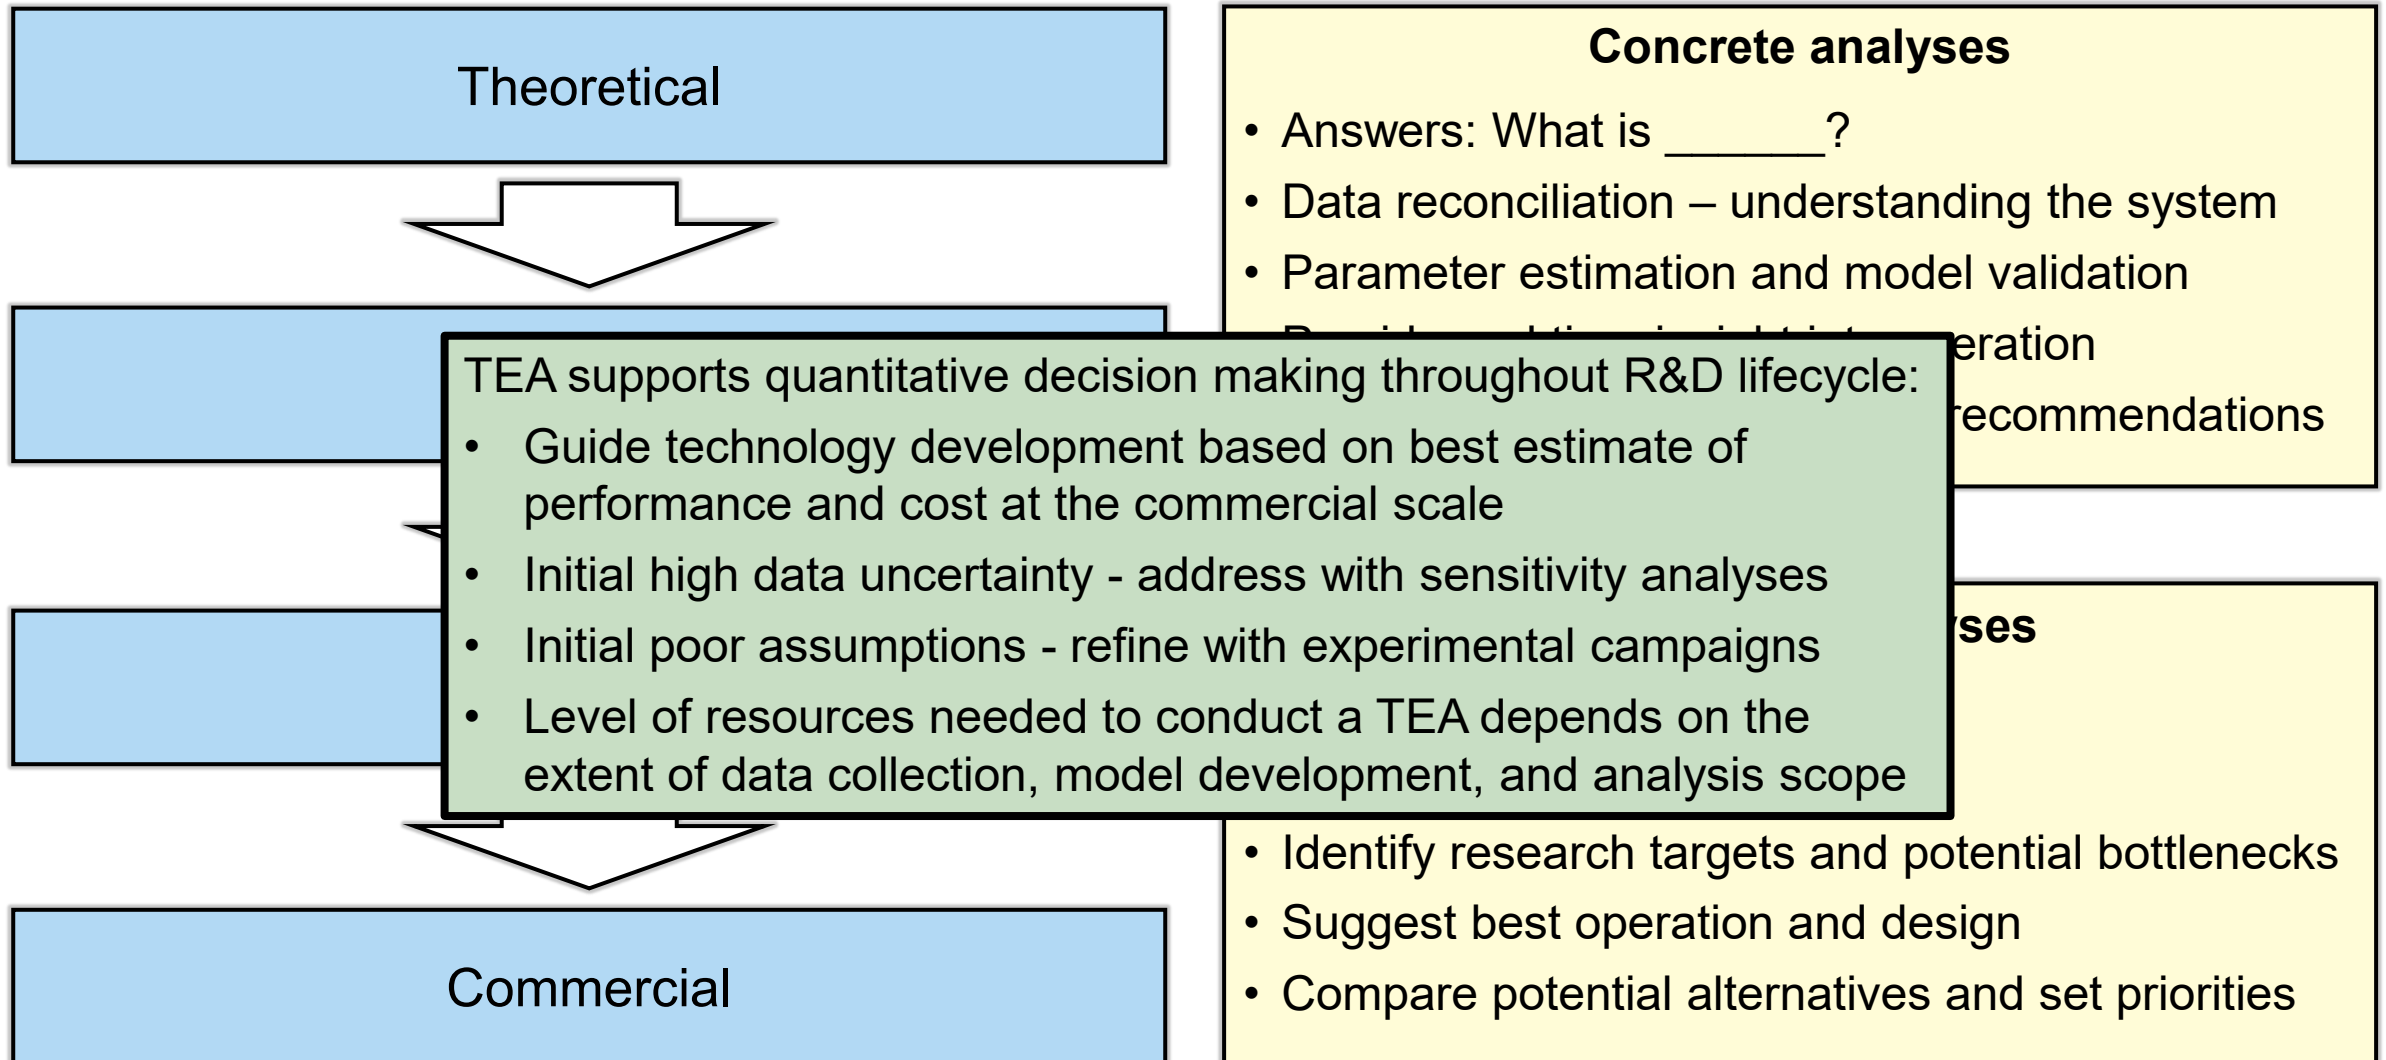 Theoretical
Concrete analyses
• Answers: What is ______?
• Data reconciliation – understanding the system
• Parameter estimation and model validation
eration
recommendations
TEA supports quantitative decision making throughout R&D lifecycle:
• Guide technology development based on best estimate of
performance and cost at the commercial scale
• Initial high data uncertainty - address with sensitivity analyses
• Initial poor assumptions - refine with experimental campaigns
• Level of resources needed to conduct a TEA depends on the
extent of data collection, model development, and analysis scope
yses
• Identify research targets and potential bottlenecks
• Suggest best operation and design
• Compare potential alternatives and set priorities
Commercial